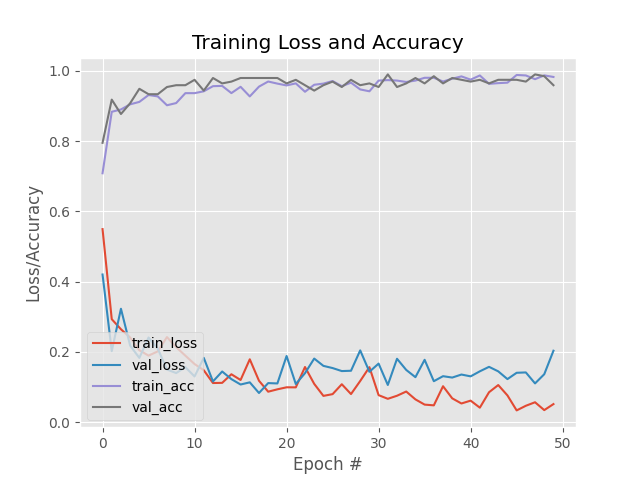 Training Loss and Accuracy
1.0
0.8
0.6
0.4
0.2
0.0
Loss/Accuracy
train_loss
val_loss
train_acc
val_acc
0 10 20 30 40 50
Epoch #